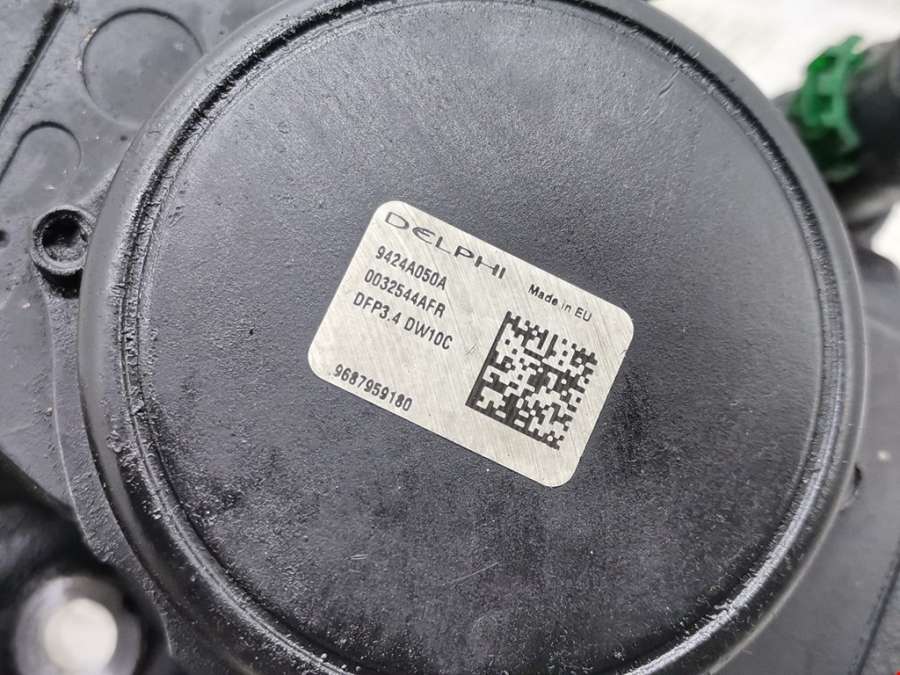 DELPHI
9424A050A
0032544AFR
DFP3.4 DW10C
Made in EU
9687959180